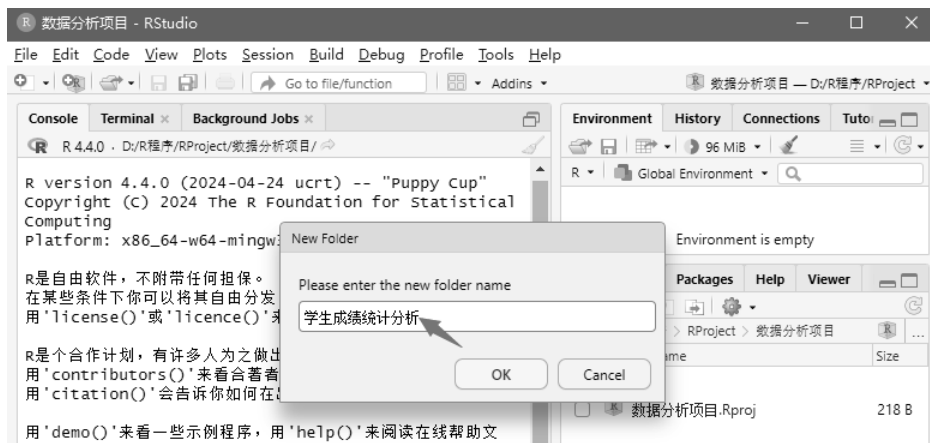 数据分析项目 - RStudio
File Edit Code View Plots Session Build Debug Profile Tools Help
Go to file/function Addins 数据分析项目 — D:/R程序/RProject
Console Terminal Background Jobs
Environment History Connections Tuto
R 4.4.0 · D:/R程序/RProject/数据分析项目/
96 MiB
R Global Environment
R version 4.4.0 (2024-04-24 ucrt) -- "Puppy Cup"
Copyright (C) 2024 The R Foundation for Statistical
Computing
Platform: x86_64-w64-mingw
Environment is empty
New Folder
Please enter the new folder name
学生成绩统计分析
OK Cancel
R是自由软件，不附带任何担保。
在某些条件下你可以将其自由分发
用'license()'或'licence()'
R是个合作计划，有许多人为之做出
用'contributors()'来看合著者
用'citation()'会告诉你如何在
用'demo()'来看一些示例程序，用'help()'来阅读在线帮助文
Packages Help Viewer
RProject > 数据分析项目 ...
me Size
数据分析项目.Rproj 218 B